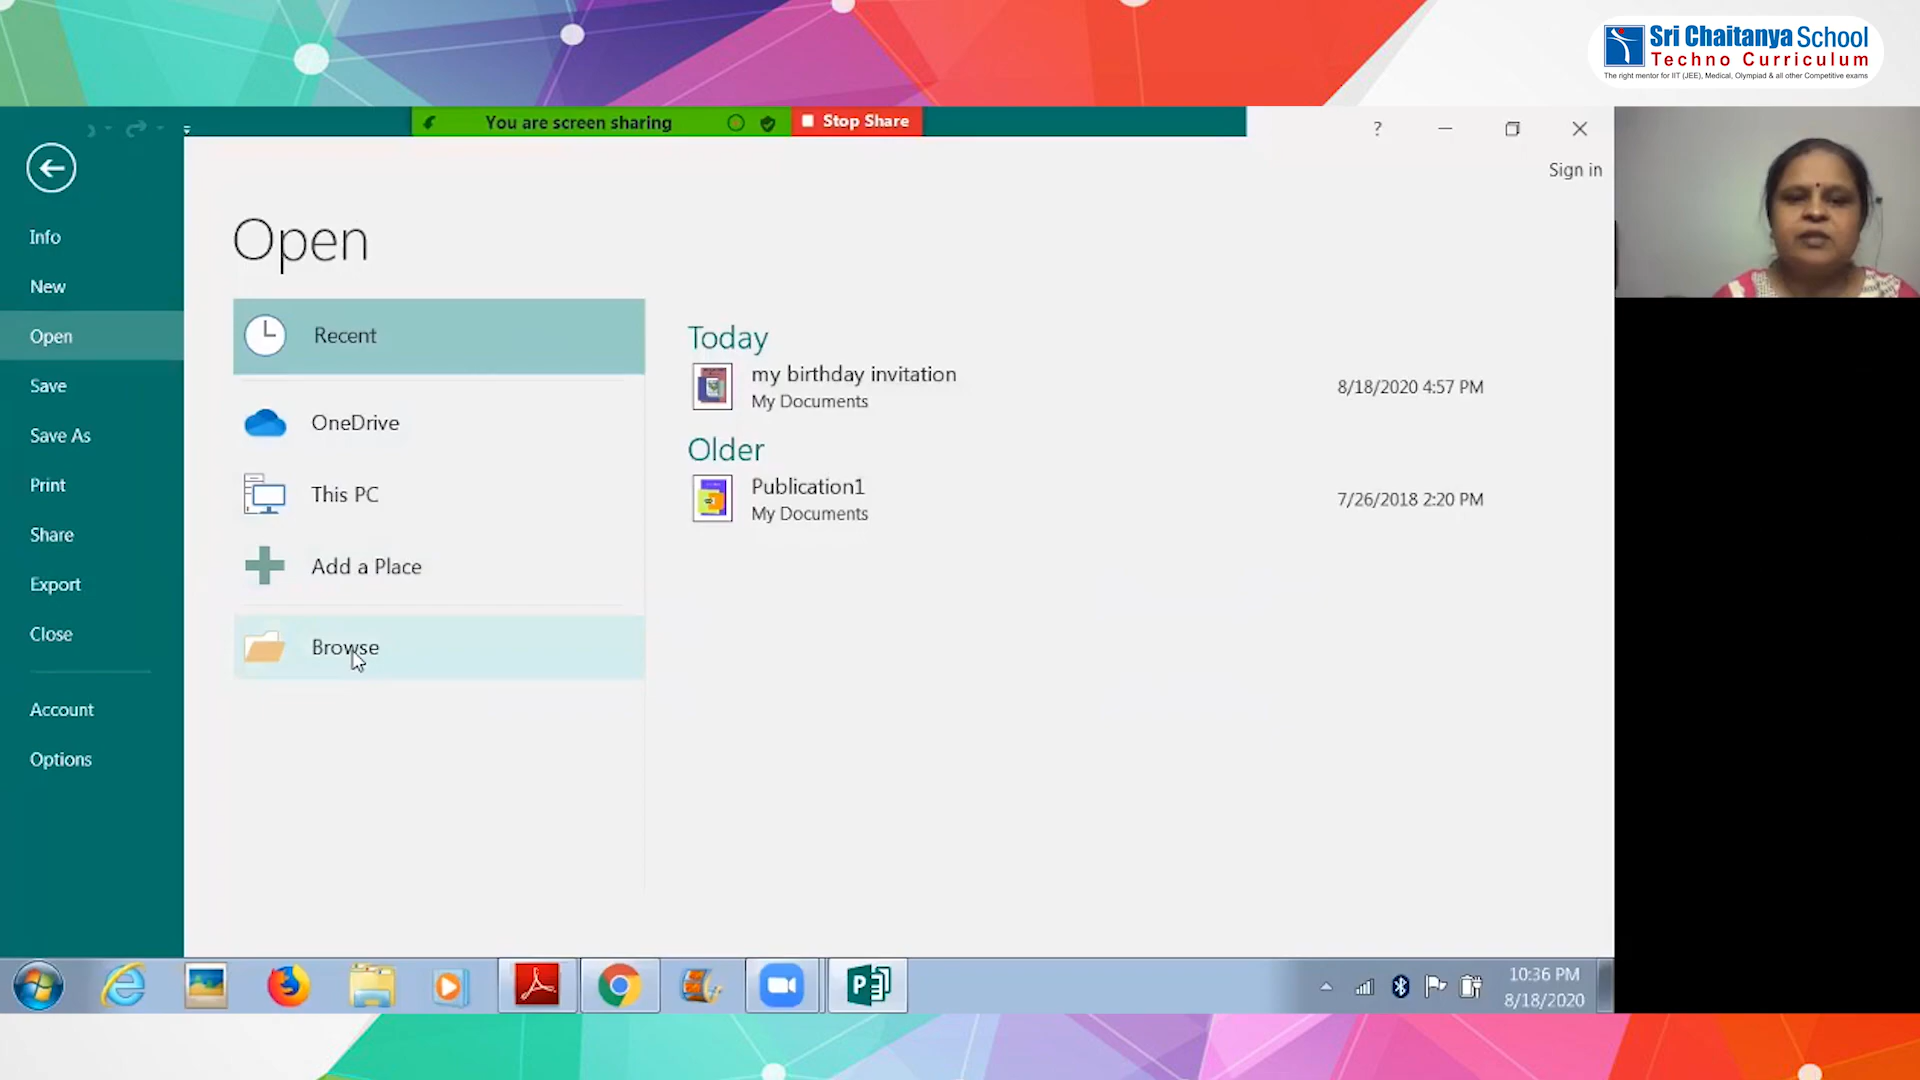 Sri Chaitanya School
Techno Curriculum
The right mentor for IIT (JEE), Medical, Olympiad & all other Competitive exams
You are screen sharing
Stop Share
?
Sign in
Info
New
Open
Save
Save As
Print
Share
Export
Close
Account
Options
Open
Recent
OneDrive
This PC
Add a Place
Browse
Today
my birthday invitation
My Documents
8/18/2020 4:57 PM
Older
Publication1
My Documents
7/26/2018 2:20 PM
10:36 PM
8/18/2020